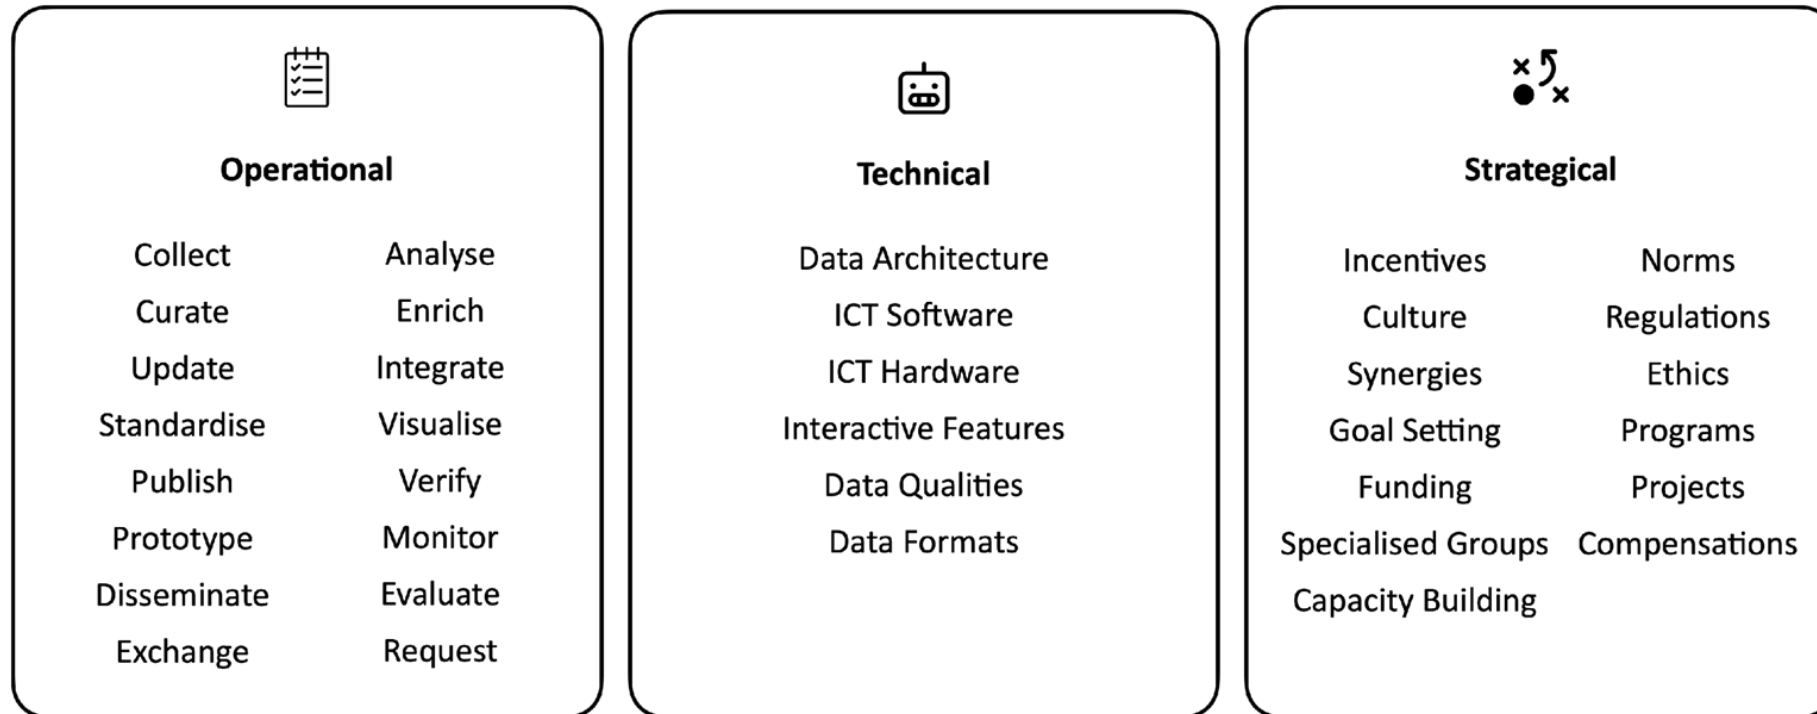 Operational
Collect
Curate
Update
Standardise
Publish
Prototype
Disseminate
Exchange
Analyse
Enrich
Integrate
Visualise
Verify
Monitor
Evaluate
Request
Technical
Data Architecture
ICT Software
ICT Hardware
Interactive Features
Data Qualities
Data Formats
Strategical
Incentives
Culture
Synergies
Goal Setting
Funding
Specialised Groups
Capacity Building
Norms
Regulations
Ethics
Programs
Projects
Compensations